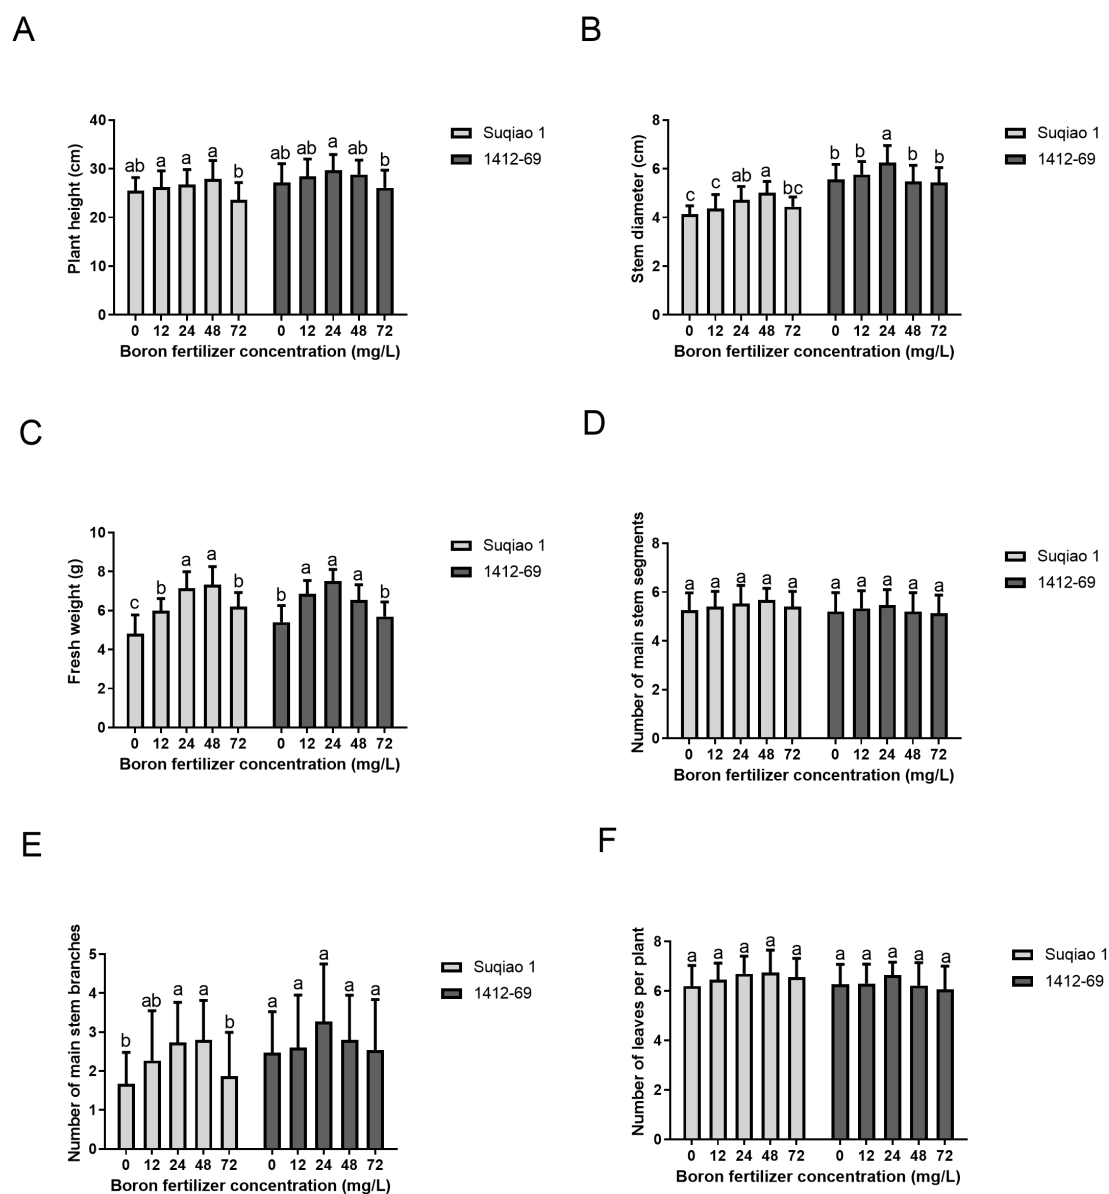 A
Plant height (cm)
40
30
20
10
0
ab a a a b ab ab a ab b
0 12 24 48 72 0 12 24 48 72
Boron fertilizer concentration (mg/L)
Suqiao 1
1412-69
B
Stem diameter (cm)
8
6
4
2
0
c c ab a bc b b a b b
0 12 24 48 72 0 12 24 48 72
Boron fertilizer concentration (mg/L)
Suqiao 1
1412-69
C
Fresh weight (g)
10
8
6
4
2
0
c b a a b b a a a b
0 12 24 48 72 0 12 24 48 72
Boron fertilizer concentration (mg/L)
Suqiao 1
1412-69
D
Number of main stem segments
8
6
4
2
0
a a a a a a a a a a
0 12 24 48 72 0 12 24 48 72
Boron fertilizer concentration (mg/L)
Suqiao 1
1412-69
E
Number of main stem branches
5
4
3
2
1
0
b ab a a b a a a a a
0 12 24 48 72 0 12 24 48 72
Boron fertilizer concentration (mg/L)
Suqiao 1
1412-69
F
Number of leaves per plant
8
6
4
2
0
a a a a a a a a a a
0 12 24 48 72 0 12 24 48 72
Boron fertilizer concentration (mg/L)
Suqiao 1
1412-69